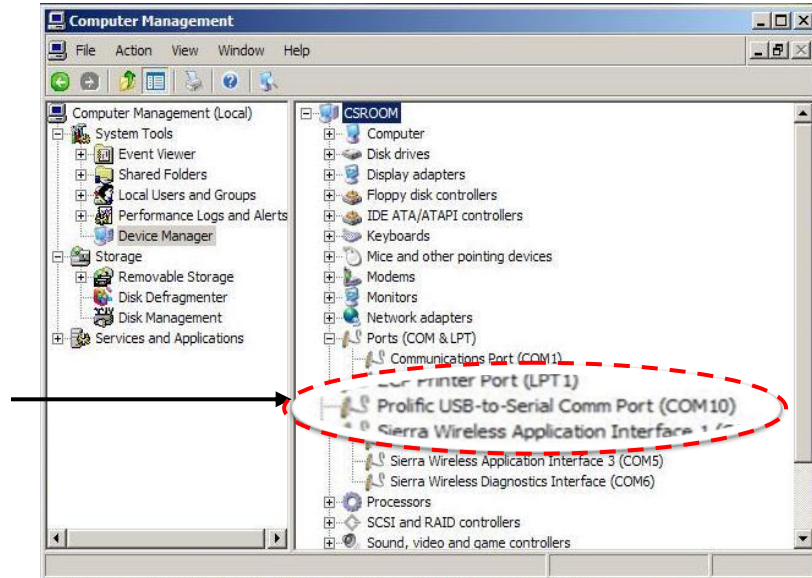 Computer Management
File Action View Window Help
Computer Management (Local)
System Tools
Event Viewer
Shared Folders
Local Users and Groups
Performance Logs and Alerts
Device Manager
Storage
Removable Storage
Disk Defragmenter
Disk Management
Services and Applications
CSROOM
Computer
Disk drives
Display adapters
Floppy disk controllers
IDE ATA/ATAPI controllers
Keyboards
Mice and other pointing devices
Modems
Monitors
Network adapters
Ports (COM & LPT)
Communications Port (COM1)
ECP Printer Port (LPT1)
Prolific USB-to-Serial Comm Port (COM10)
Sierra Wireless Application Interface 1
Sierra Wireless Application Interface 3 (COM5)
Sierra Wireless Diagnostics Interface (COM6)
Processors
SCSI and RAID controllers
Sound, video and game controllers